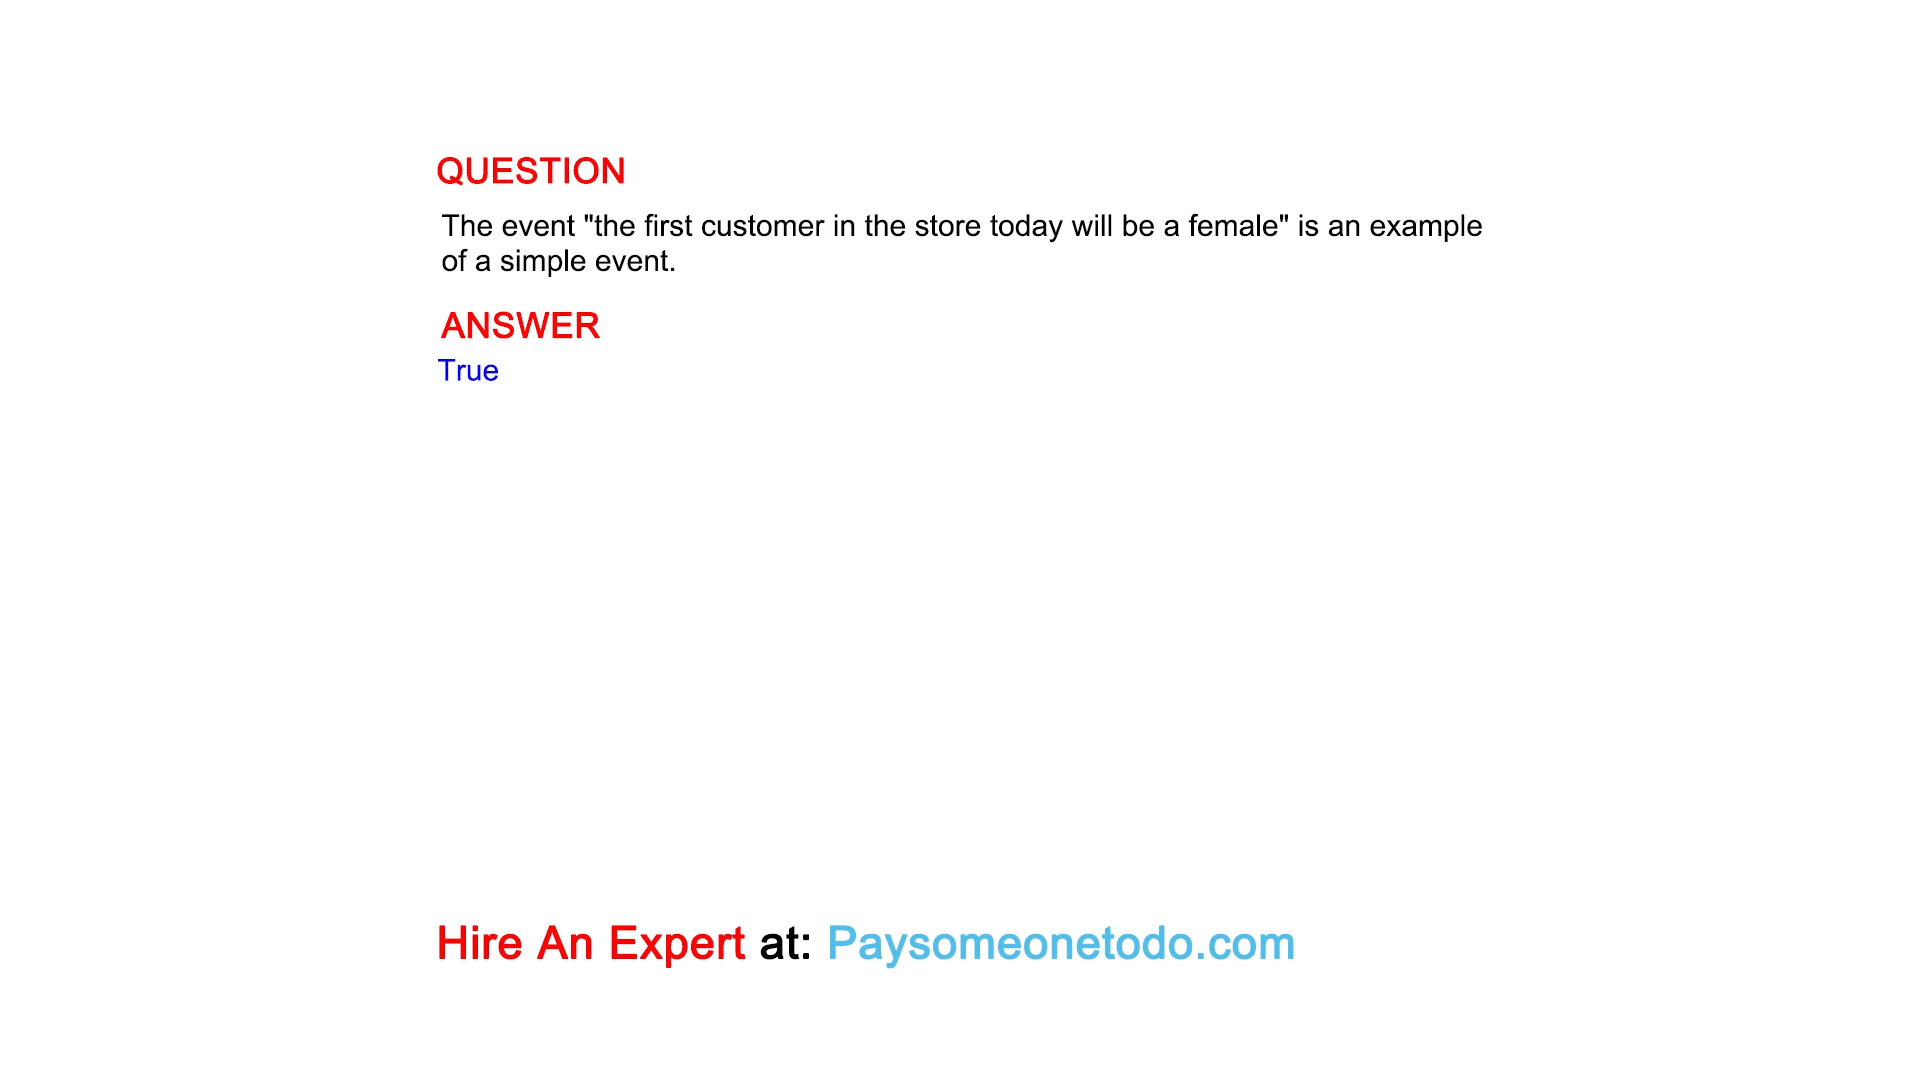 QUESTION
The event "the first customer in the store today will be a female" is an example
of a simple event.
ANSWER
True
Hire An Expert at: Paysomeonetodo.com